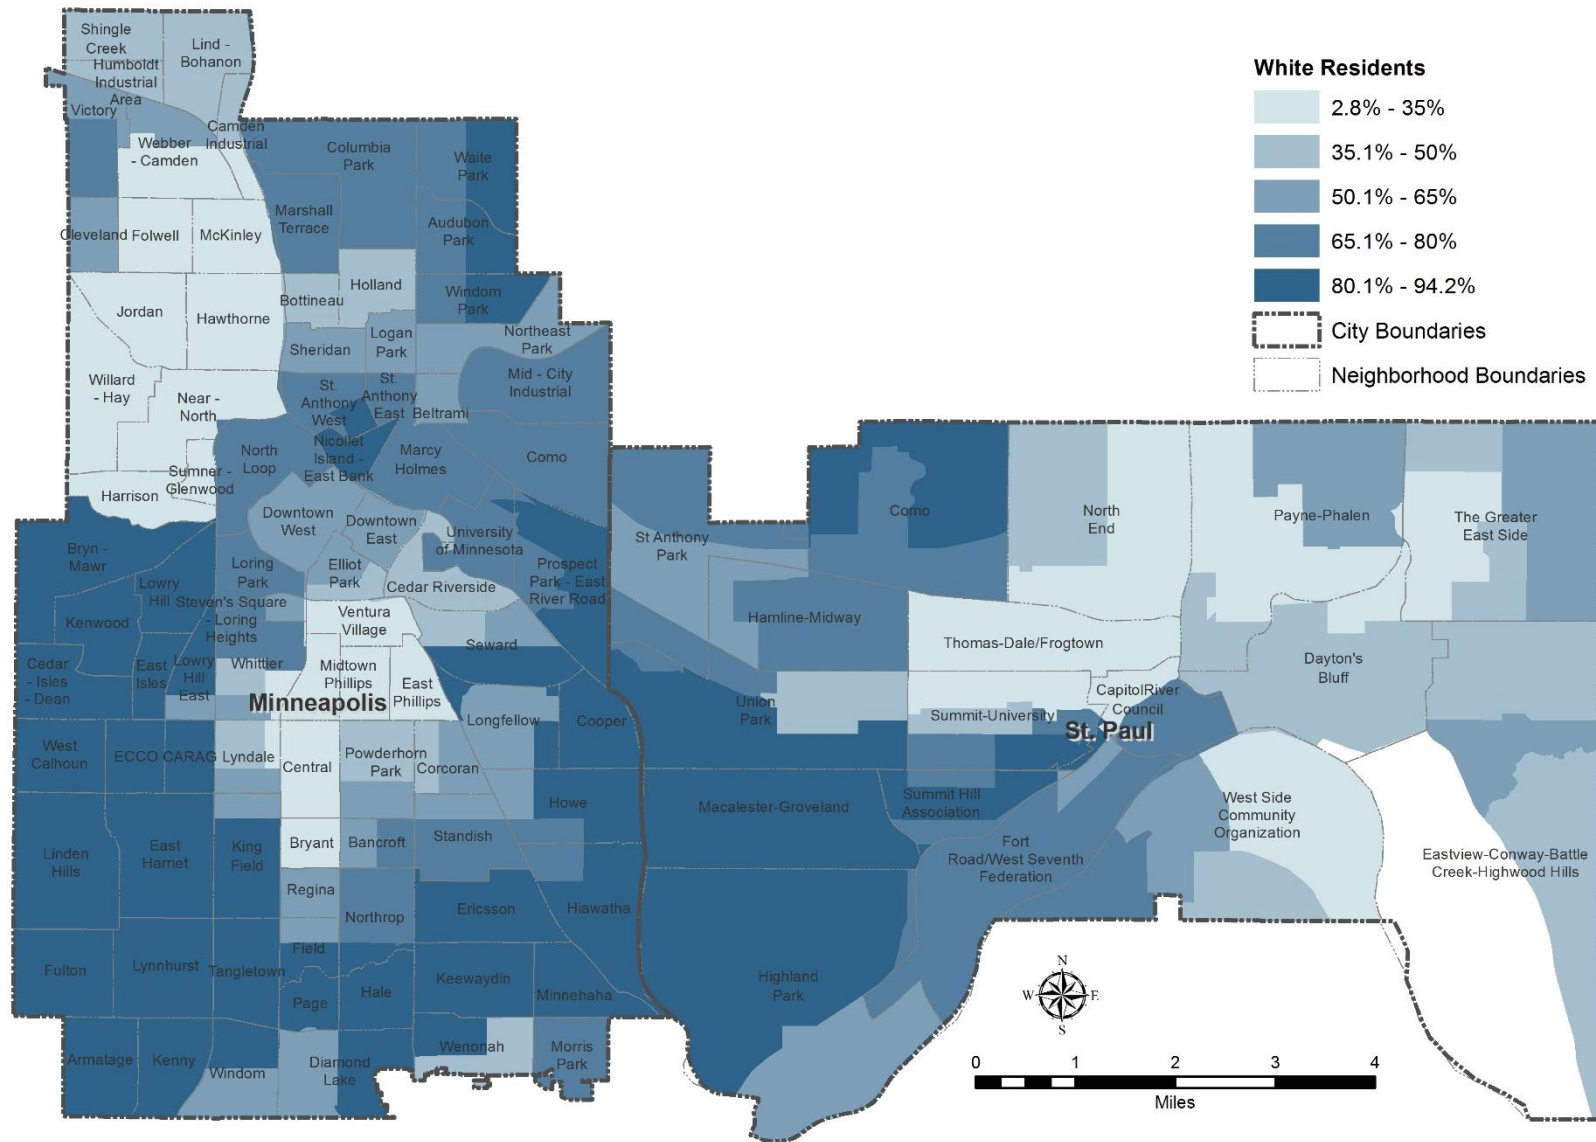 Shingle
Creek
Lind -
Bohanon
Humboldt
Industrial
Area
Victory
Camden
Industrial
Webber
- Camden
Columbia
Park
Waite
Park
Marshall
Terrace
Audubon
Park
Cleveland
Folwell
McKinley
Holland
Bottineau
Windom
Park
Jordan
Hawthorne
Logan
Park
Northeast
Park
Sheridan
Mid - City
Industrial
Willard
- Hay
Near -
North
St.
Anthony
West
St.
Anthony
East
Beltrami
Nicollet
Island -
East Bank
North
Loop
Marcy
Holmes
Como
Sumner -
Glenwood
Harrison
Downtown
West
Downtown
East
University
of Minnesota
Bryn -
Mawr
Loring
Park
Elliot
Park
Cedar Riverside
Prospect
Park - East
River Road
Lowry
Hill
Steven's Square
- Loring
Heights
Ventura
Village
Kenwood
Seward
Cedar
- Isles
- Dean
East
Isles
Lowry
Hill
East
Whittier
Midtown
Phillips
East
Phillips
Minneapolis
Longfellow
Cooper
West
Calhoun
ECCO
CARAG
Lyndale
Central
Powderhorn
Park
Corcoran
Howe
Linden
Hills
East
Harriet
King
Field
Bryant
Bancroft
Standish
Regina
Northrop
Ericsson
Hiawatha
Field
Fulton
Lynnhurst
Tangletown
Page
Hale
Keewaydin
Minnehaha
Armatage
Kenny
Windom
Diamond
Lake
Wenonah
Morris
Park
St Anthony
Park
Como
North
End
Payne-Phalen
The Greater
East Side
Hamline-Midway
Thomas-Dale/Frogtown
Dayton's
Bluff
Union
Park
Summit-University
CapitolRiver
Council
St. Paul
Macalester-Groveland
Summit Hill
Association
West Side
Community
Organization
Fort
Road/West Seventh
Federation
Eastview-Conway-Battle
Creek-Highwood Hills
Highland
Park
White Residents
2.8% - 35%
35.1% - 50%
50.1% - 65%
65.1% - 80%
80.1% - 94.2%
City Boundaries
Neighborhood Boundaries
N
W E
S
0 1 2 3 4
Miles